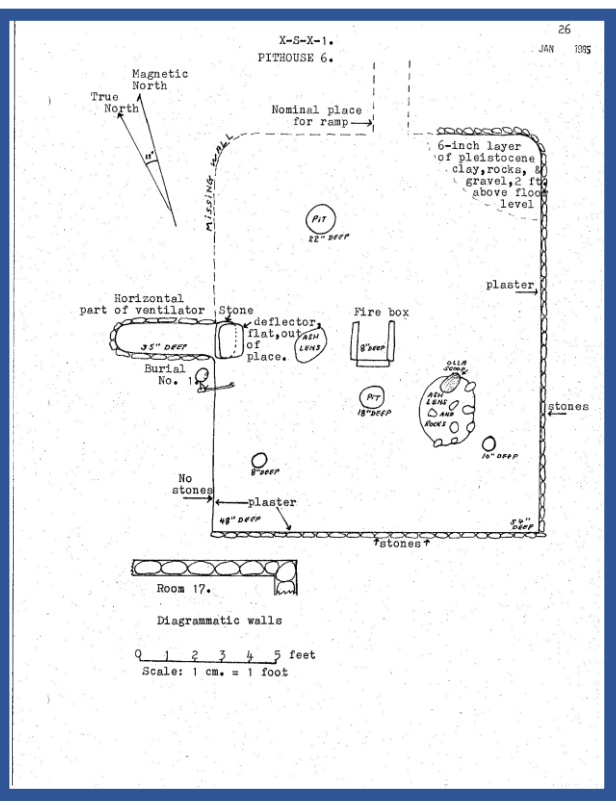 26
JAN 1985
X-S-X-1.
PITHOUSE 6.
Magnetic
North
True
North
12°
Nominal place
for ramp
MISSING WALL
6-inch layer
of pleistocene
clay, rocks, &
gravel, 2 ft.
above floor
level
PIT
22" DEEP
plaster
Horizontal
part of ventilator
35" DEEP
Stone
deflector,
flat, out
of
place.
ASH
LENS
Fire box
8" DEEP
Burial
No. 1.
PIT
18" DEEP
OLLA
ASH
LENS
AND
ROCKS
stones
10" DEEP
8" DEEP
No
stones
plaster
48" DEEP
54"
DEEP
stones
Room 17.
Diagrammatic walls
0 1 2 3 4 5 feet
Scale: 1 cm. = 1 foot